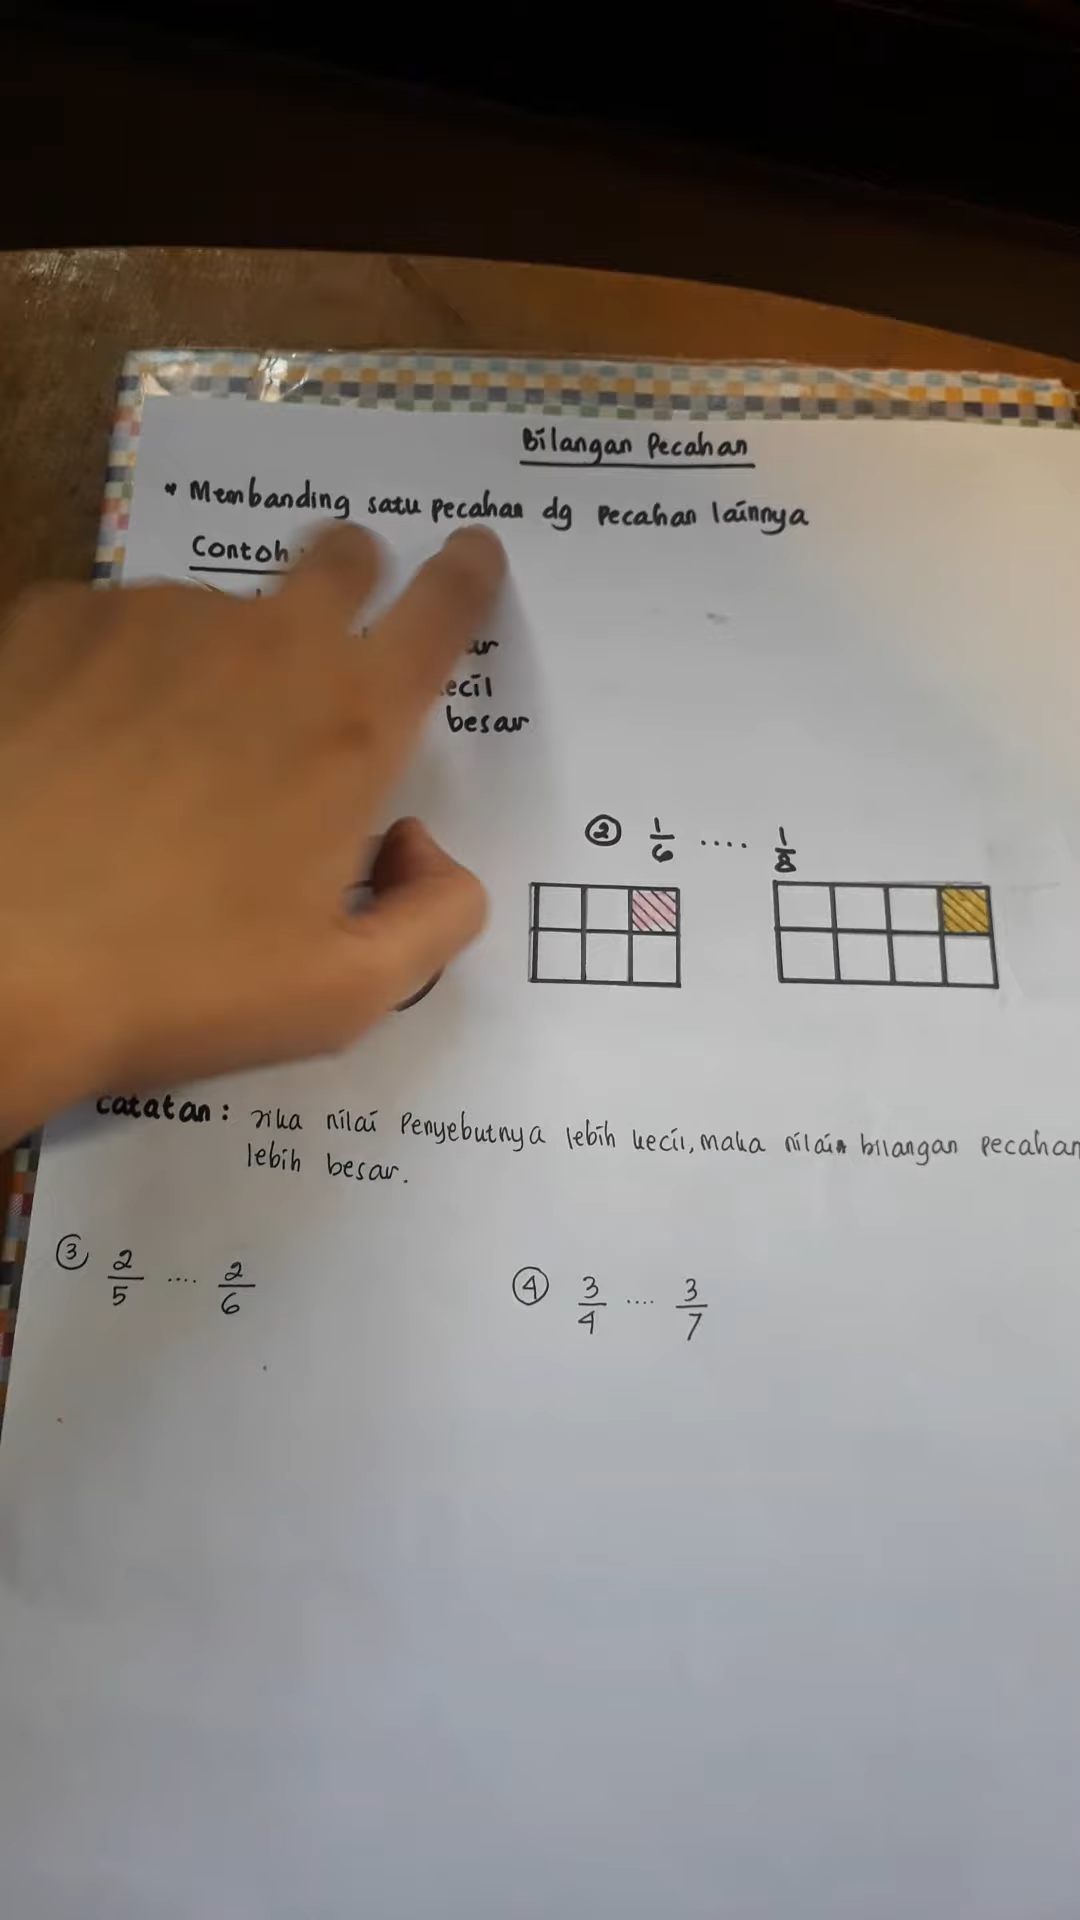 Bilangan Pecahan
* Membanding satu pecahan dg pecahan lainnya
Contoh :
besar
② 1/6 .... 1/8
Catatan : Jika nilai Penyebutnya lebih kecil, maka nilain bilangan pecahan
lebih besar.
③ 2/5 .... 2/6
④ 3/4 .... 3/7